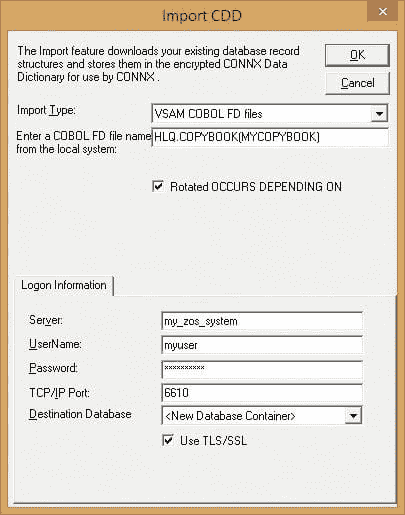 Import CDD
The Import feature downloads your existing database record
structures and stores them in the encrypted CONNX Data
Dictionary for use by CONNX .
OK
Cancel
Import Type:
VSAM COBOL FD files
Enter a COBOL FD file name
from the local system:
HLQ.COPYBOOK(MYCOPYBOOK)
Rotated OCCURS DEPENDING ON
Logon Information
Server:
my_zos_system
UserName:
myuser
Password:
xxxxxxxxxx
TCP/IP Port:
6610
Destination Database
<New Database Container>
Use TLS/SSL